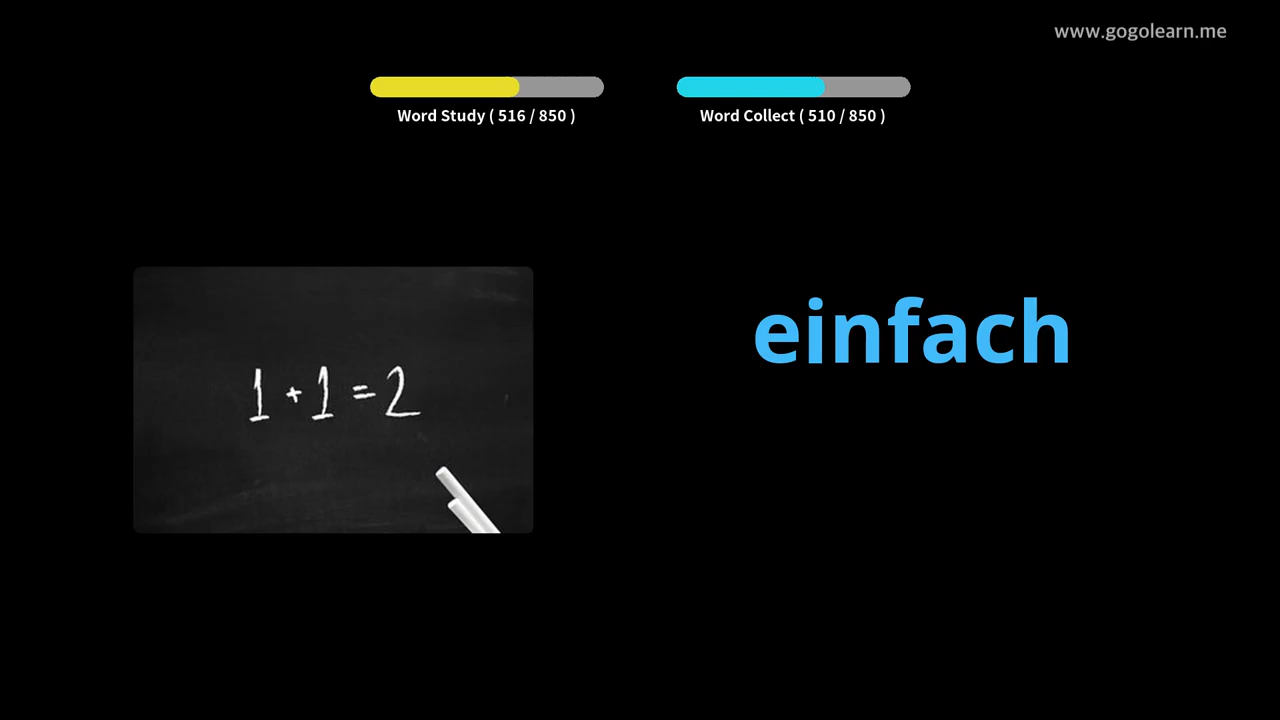 www.gogolearn.me
Word Study ( 516 / 850 )
Word Collect ( 510 / 850 )
einfach
1 + 1 = 2